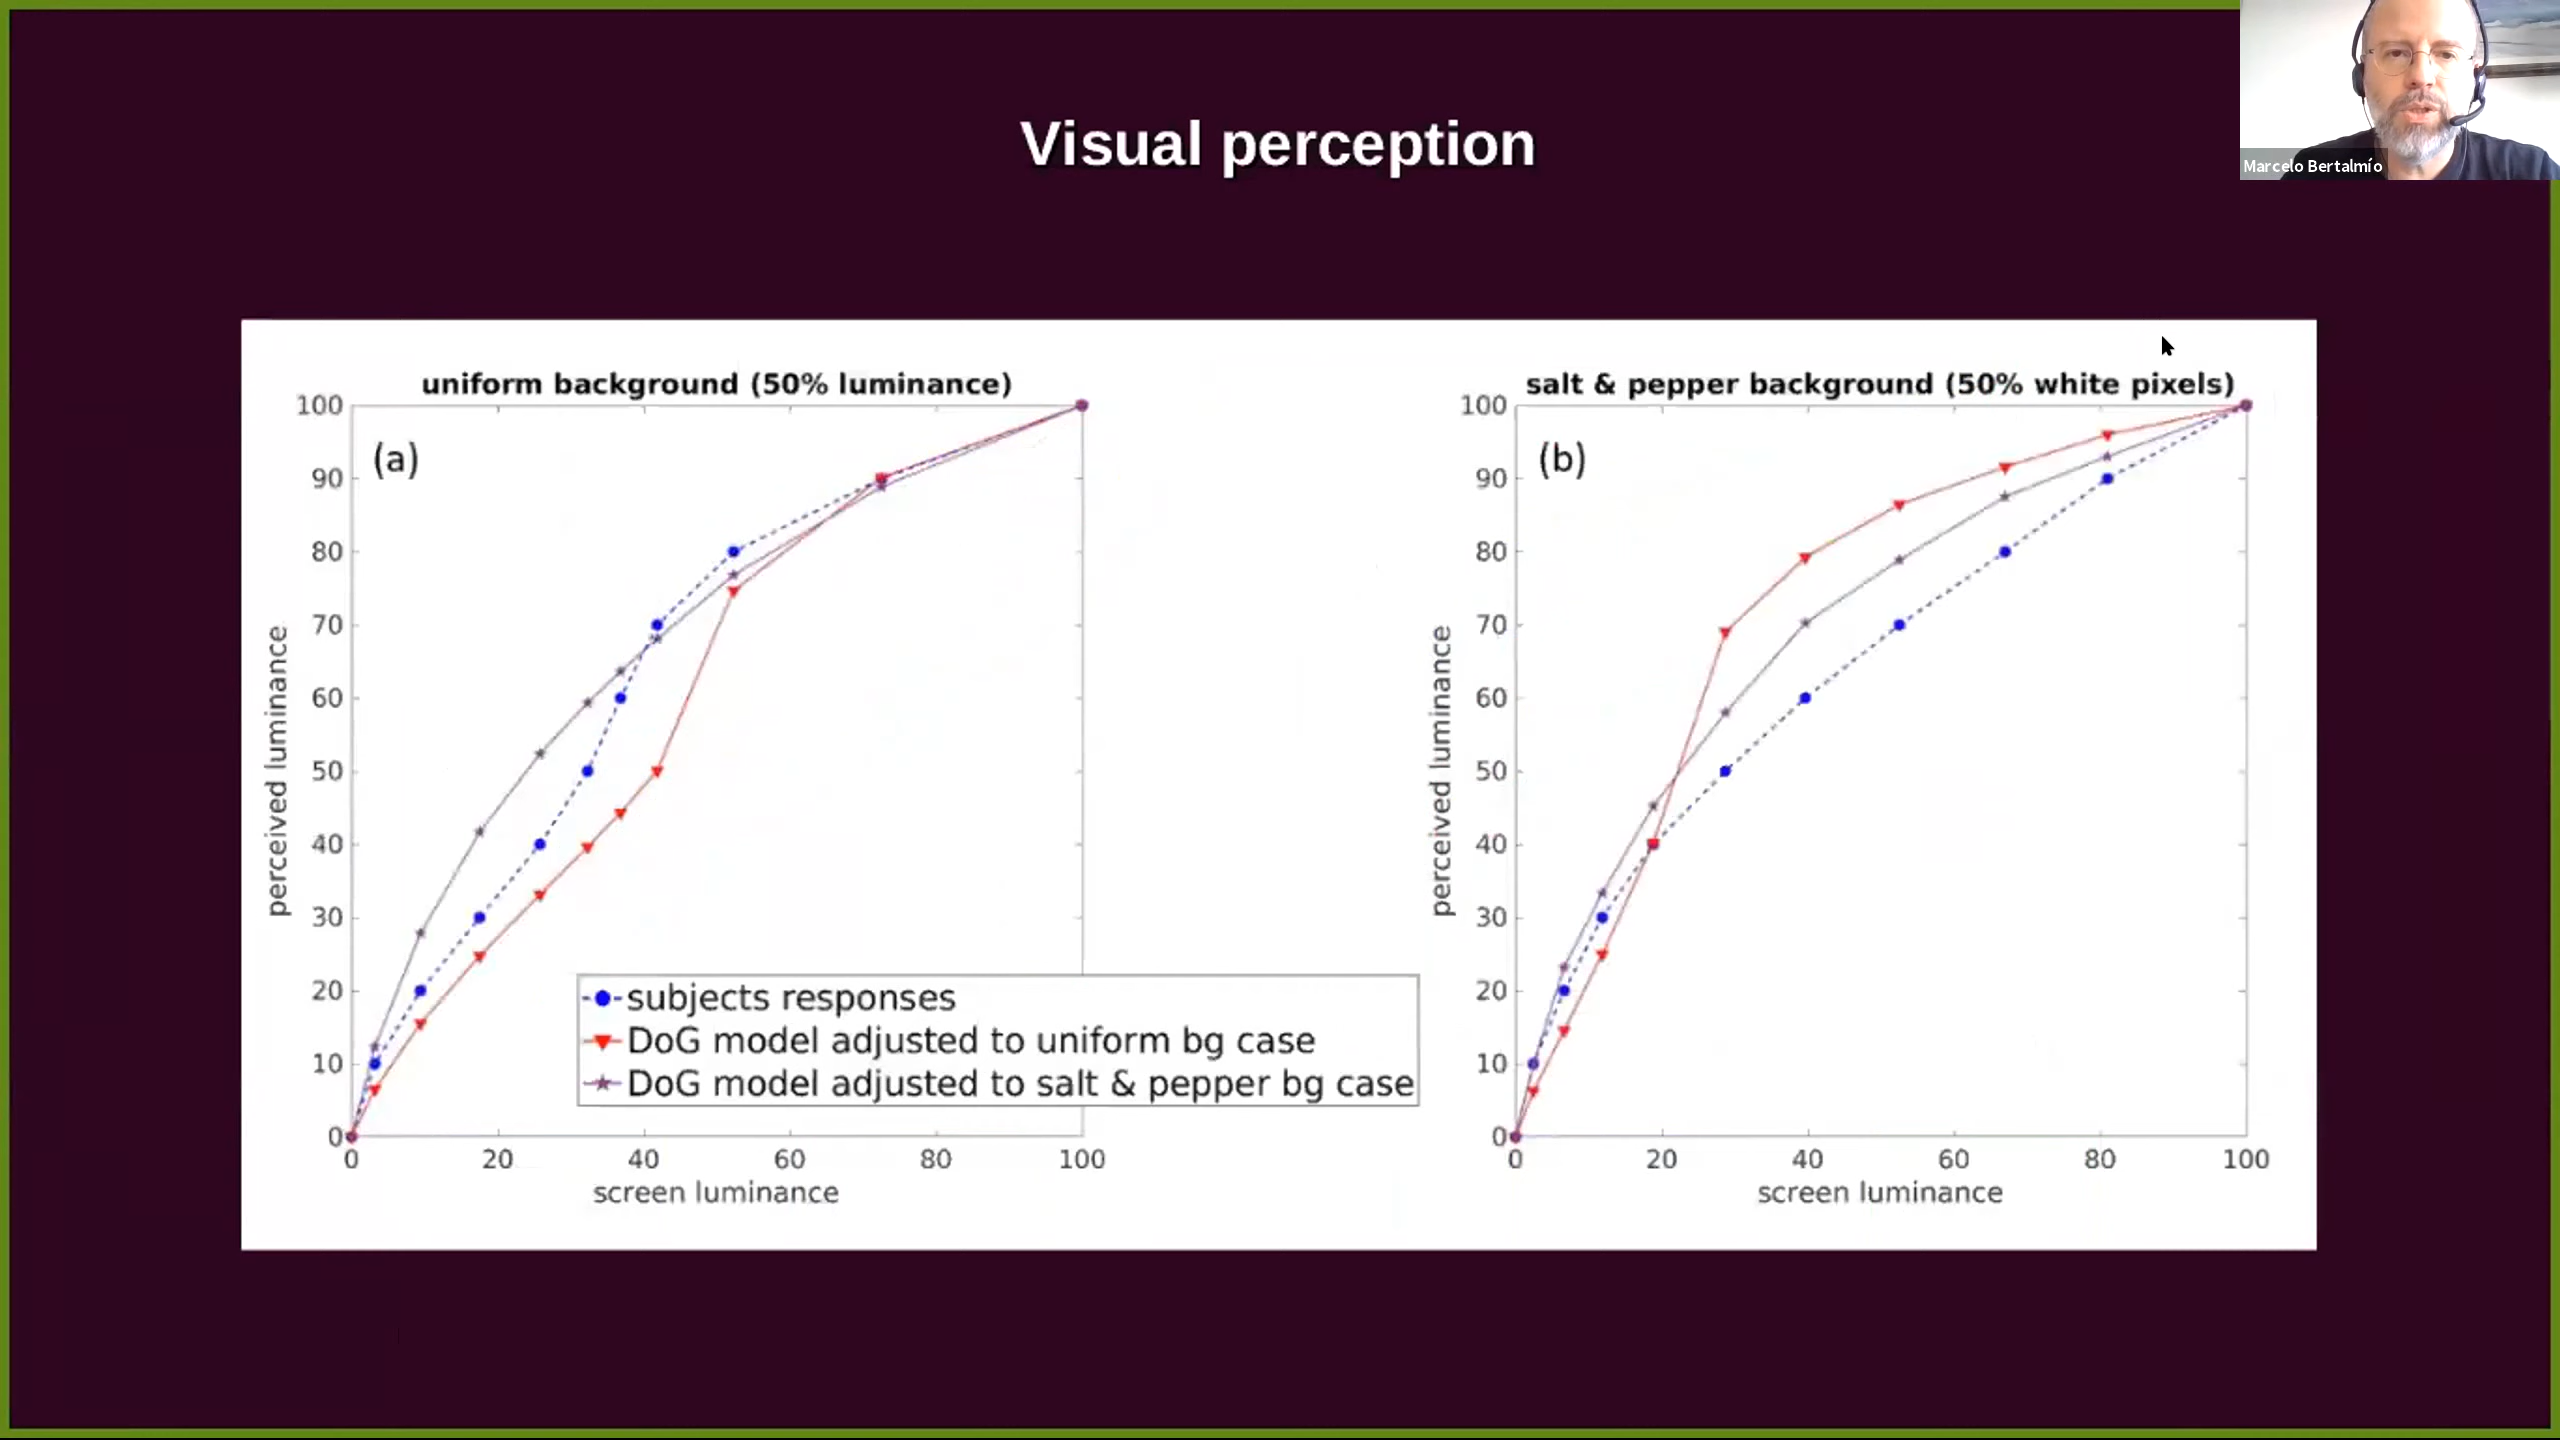 Visual perception
Marcelo Bertalmío
uniform background (50% luminance)
(a)
100
90
80
70
60
50
40
30
20
10
0
perceived luminance
0 20 40 60 80 100
screen luminance
subjects responses
DoG model adjusted to uniform bg case
DoG model adjusted to salt & pepper bg case
salt & pepper background (50% white pixels)
(b)
100
90
80
70
60
50
40
30
20
10
0
perceived luminance
0 20 40 60 80 100
screen luminance